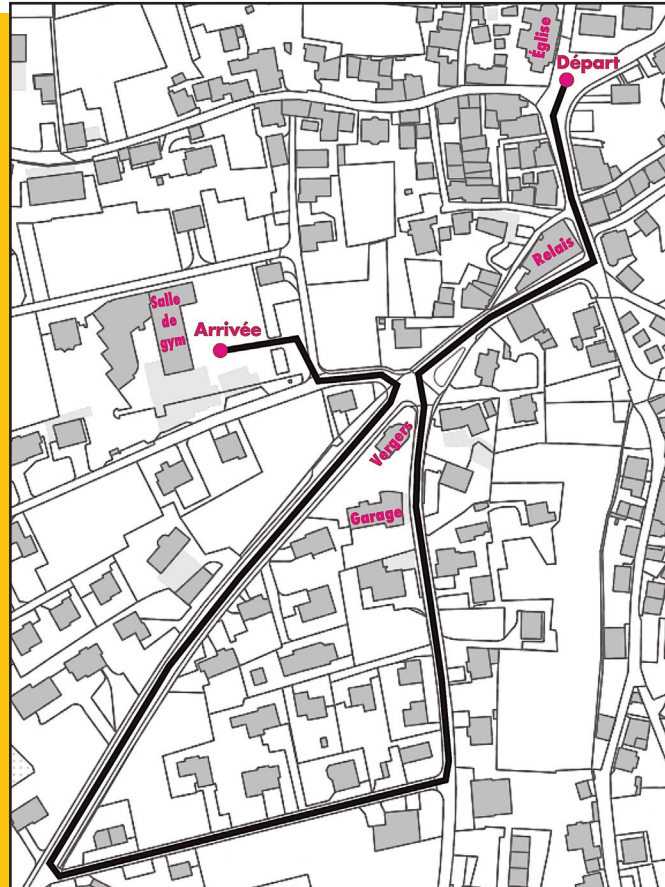 Église
Départ
Relais
Salle
de
gym
Arrivée
Vergers
Garage